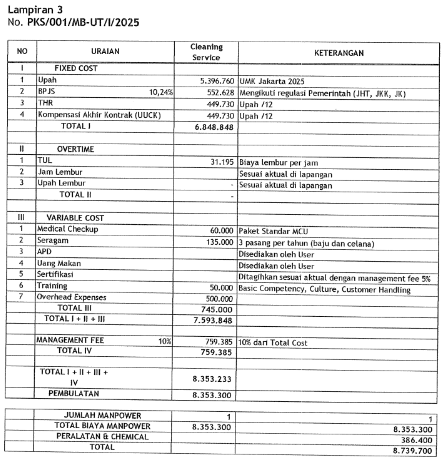 Lampiran 3
No. PKS/001/MB-UT/I/2025
NO URAIAN Cleaning Service KETERANGAN
I FIXED COST
1 Upah 5.396.760 UMK Jakarta 2025
2 BPJS 10,24% 552.628 Mengikuti regulasi Pemerintah (JHT, JKK, JK)
3 THR 449.730 Upah /12
4 Kompensasi Akhir Kontrak (UUCK) 449.730 Upah /12
TOTAL I 6.848.848
II OVERTIME
1 TUL 31.195 Biaya lembur per jam
2 Jam Lembur Sesuai aktual di lapangan
3 Upah Lembur - Sesuai aktual di lapangan
TOTAL II -
III VARIABLE COST
1 Medical Checkup 60.000 Paket Standar MCU
2 Seragam 135.000 3 pasang per tahun (baju dan celana)
3 APD Disediakan oleh User
4 Uang Makan Disediakan oleh User
5 Sertifikasi Ditagihkan sesuai aktual dengan management fee 5%
6 Training 50.000 Basic Competency, Culture, Customer Handling
7 Overhead Expenses 500.000
TOTAL III 745.000
TOTAL I + II + III 7.593.848
MANAGEMENT FEE 10% 759.385 10% dari Total Cost
TOTAL IV 759.385
TOTAL I + II + III +
IV 8.353.233
PEMBULATAN 8.353.300
JUMLAH MANPOWER 1 1
TOTAL BIAYA MANPOWER 8.353.300 8.353.300
PERALATAN & CHEMICAL 386.400
TOTAL 8.739.700